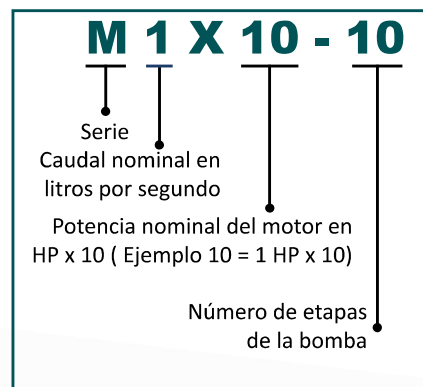 M 1 X 10 - 10
Serie
Caudal nominal en
litros por segundo
Potencia nominal del motor en
HP x 10 ( Ejemplo 10 = 1 HP x 10)
Número de etapas
de la bomba